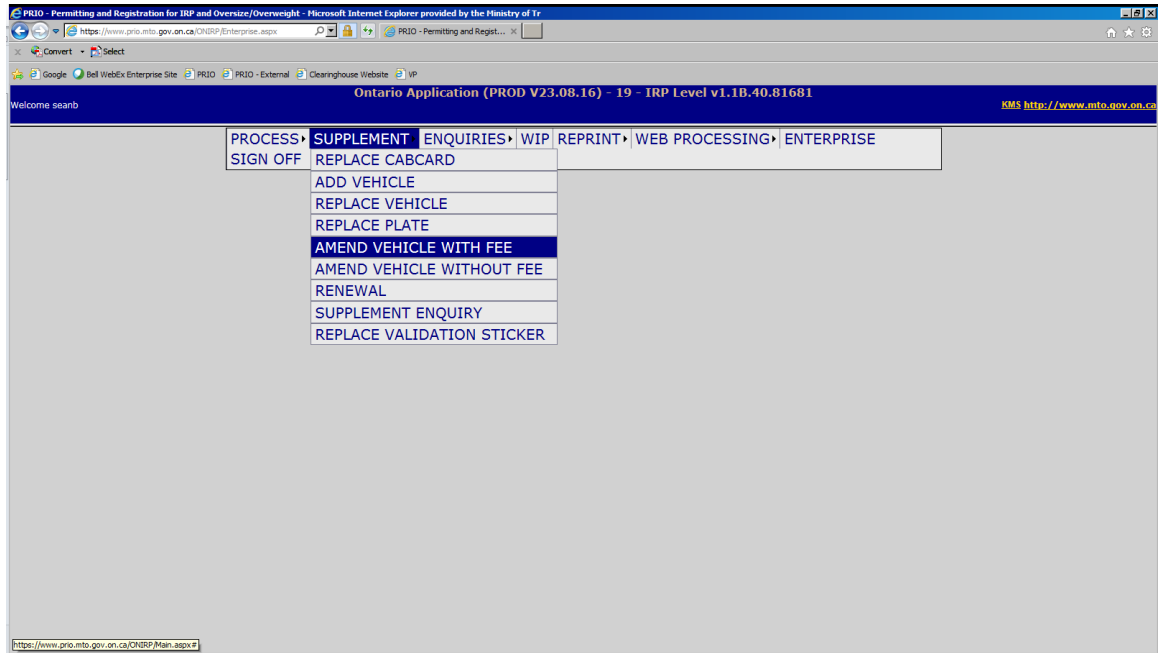 PRIO - Permitting and Registration for IRP and Oversize/Overweight - Microsoft Internet Explorer provided by the Ministry of Tr
https://www.prio.mto.gov.on.ca/ONIRP/Enterprise.aspx
PRIO - Permitting and Regist...
Convert Select
Google Bell WebEx Enterprise Site PRIO PRIO - External Clearinghouse Website VP
Ontario Application (PROD V23.08.16) - 19 - IRP Level v1.1B.40.81681
Welcome seanb
KMS http://www.mto.gov.on.ca
PROCESS SUPPLEMENT ENQUIRIES WIP REPRINT WEB PROCESSING ENTERPRISE
SIGN OFF REPLACE CABCARD
ADD VEHICLE
REPLACE VEHICLE
REPLACE PLATE
AMEND VEHICLE WITH FEE
AMEND VEHICLE WITHOUT FEE
RENEWAL
SUPPLEMENT ENQUIRY
REPLACE VALIDATION STICKER
https://www.prio.mto.gov.on.ca/ONIRP/Main.aspx#